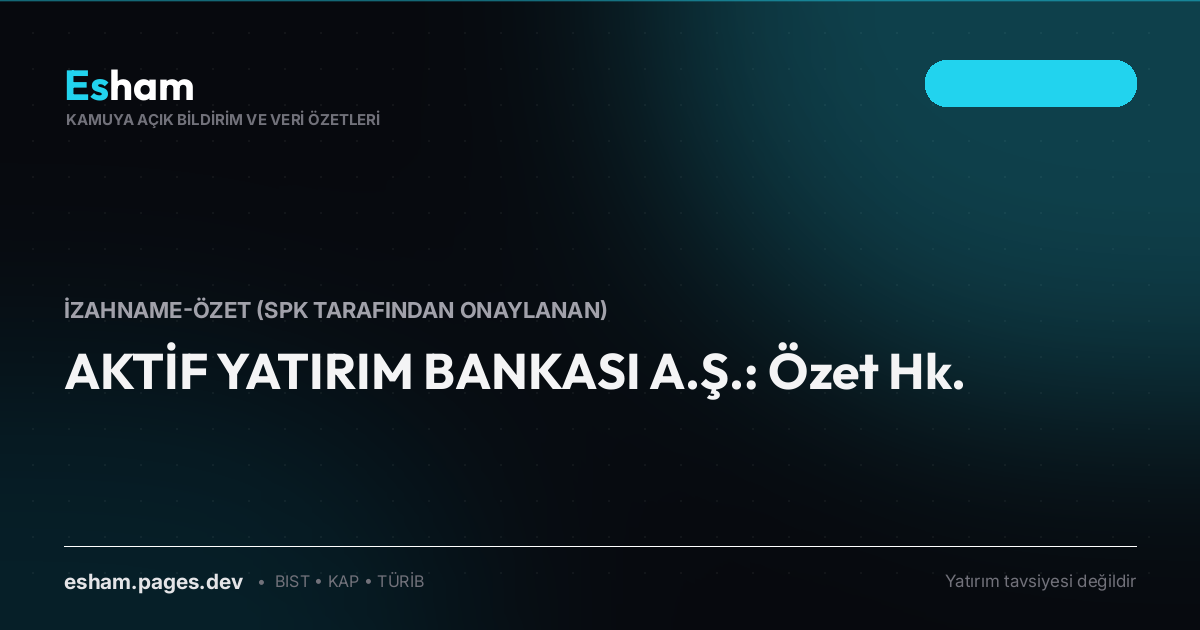 Esham
KAMUYA AÇIK BİLDİRİM VE VERİ ÖZETLERİ
İZAHNAME-ÖZET (SPK TARAFINDAN ONAYLANAN)
AKTİF YATIRIM BANKASI A.Ş.: Özet Hk.
esham.pages.dev • BIST • KAP • TÜRİB
Yatırım tavsiyesi değildir